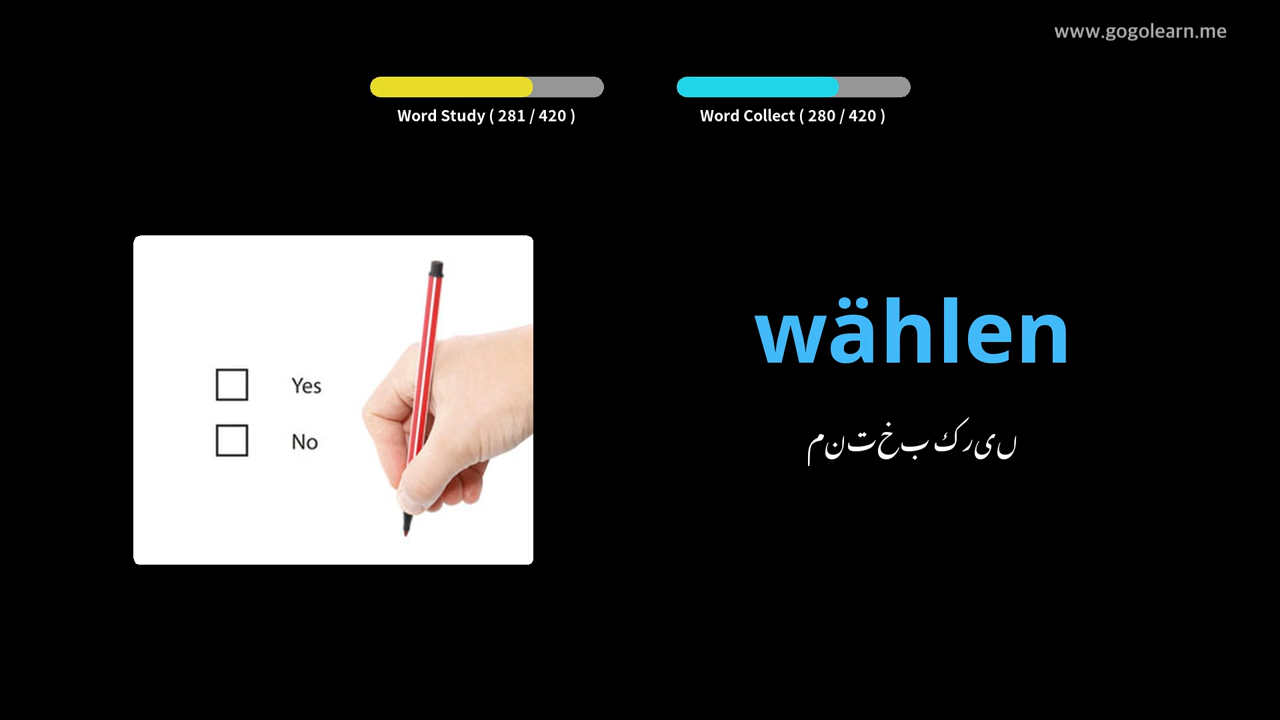 www.gogolearn.me
Word Study ( 281 / 420 )
Word Collect ( 280 / 420 )
wählen
منتخب کریں
Yes
No